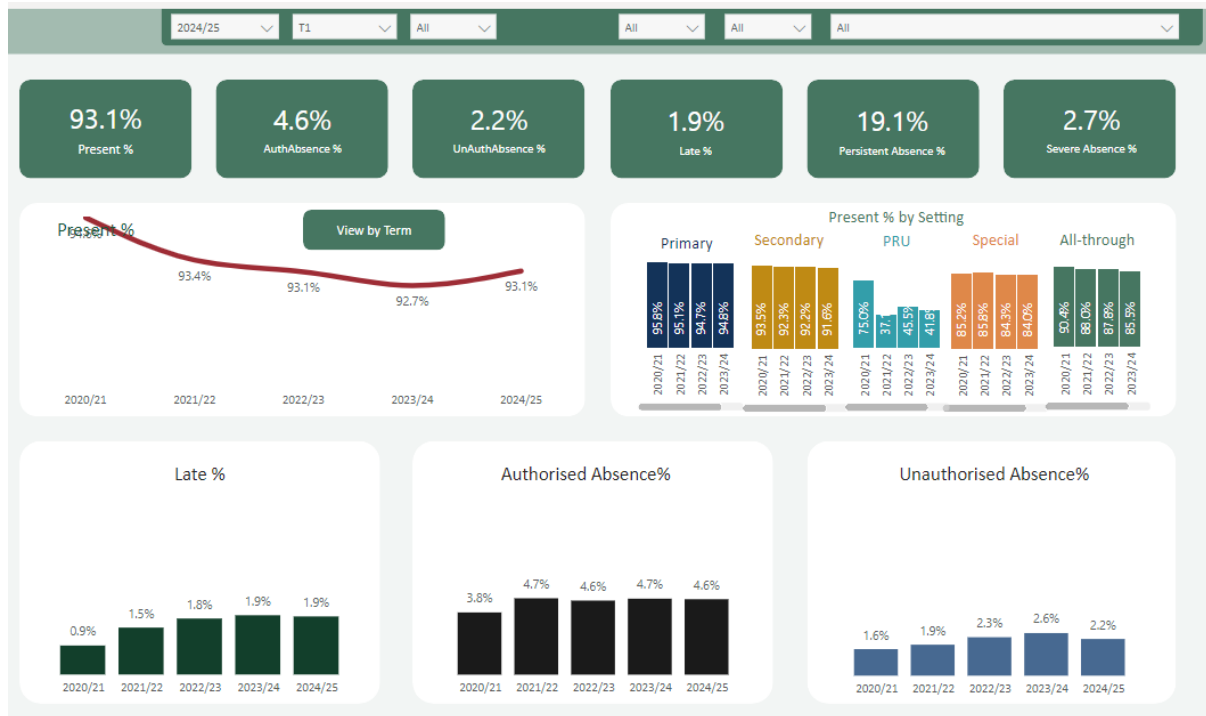 2024/25 T1 All All All All
93.1% 4.6% 2.2% 1.9% 19.1% 2.7%
Present % AuthAbsence % UnAuthAbsence % Late % Persistent Absence % Severe Absence %
Present %
View by Term
94.6%
93.4%
93.1%
92.7%
93.1%
2020/21 2021/22 2022/23 2023/24 2024/25
Present % by Setting
Primary Secondary PRU Special All-through
95.8% 95.1% 94.7% 94.8% 93.5% 92.3% 92.2% 91.6% 75.0% 45.5% 41.8% 85.2% 85.8% 84.3% 84.0% 90.4% 88.0% 87.8% 85.5%
2020/21 2021/22 2022/23 2023/24 2020/21 2021/22 2022/23 2023/24 2020/21 2021/22 2022/23 2023/24 2020/21 2021/22 2022/23 2023/24 2020/21 2021/22 2022/23 2023/24
Late %
0.9% 1.5% 1.8% 1.9% 1.9%
2020/21 2021/22 2022/23 2023/24 2024/25
Authorised Absence%
3.8% 4.7% 4.6% 4.7% 4.6%
2020/21 2021/22 2022/23 2023/24 2024/25
Unauthorised Absence%
1.6% 1.9% 2.3% 2.6% 2.2%
2020/21 2021/22 2022/23 2023/24 2024/25